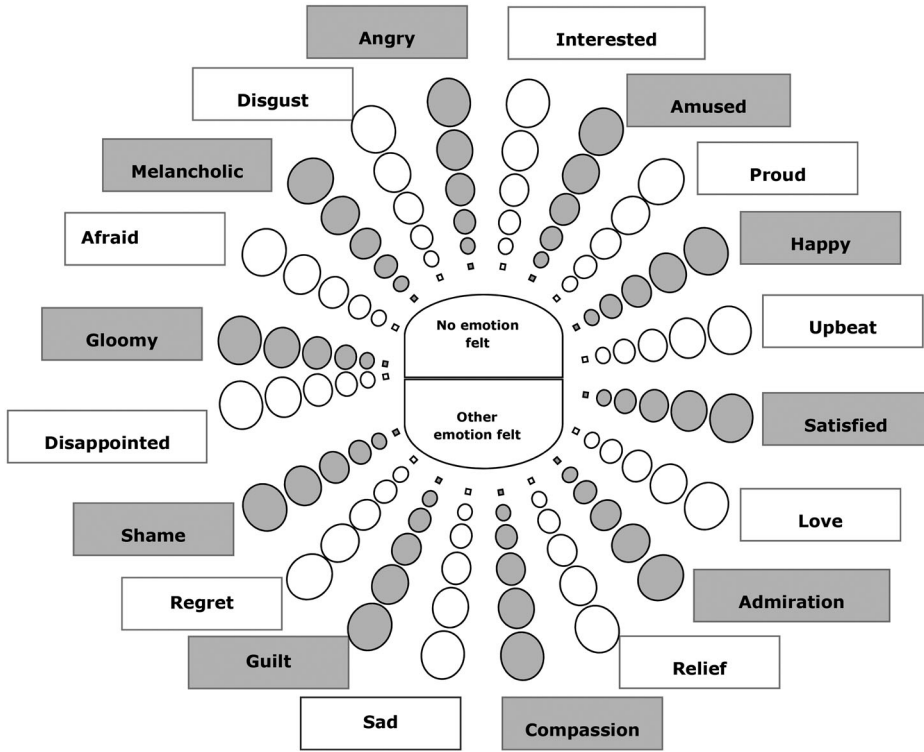 Angry
Interested
Disgust
Amused
Melancholic
Proud
Afraid
Happy
Gloomy
No emotion
felt
Upbeat
Disappointed
Other
emotion felt
Satisfied
Shame
Love
Regret
Admiration
Guilt
Relief
Sad
Compassion